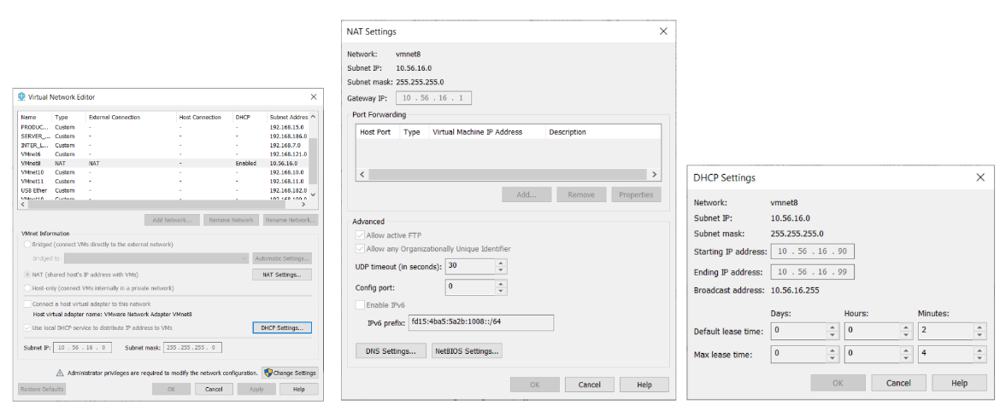 Virtual Network Editor
Name Type External Connection Host Connection DHCP Subnet Addres
PRODUC... Custom - - - 192.168.15.0
SERVER_... Custom - - - 192.168.186.0
INTER_L... Custom - - - 192.168.7.0
VMnet6 Custom - - - 192.168.121.0
VMnet8 NAT NAT - Enabled 10.56.16.0
VMnet10 Custom - - - 192.168.10.0
VMnet11 Custom - - - 192.168.11.0
USB Ether Custom - - - 192.168.182.0
Add Network... Remove Network Rename Network...
VMnet Information
Bridged (connect VMs directly to the external network)
Bridged to: Automatic Settings...
NAT (shared host's IP address with VMs) NAT Settings...
Host-only (connect VMs internally in a private network)
Connect a host virtual adapter to this network
Host virtual adapter name: VMware Network Adapter VMnet8
Use local DHCP service to distribute IP address to VMs DHCP Settings...
Subnet IP: 10 . 56 . 16 . 0 Subnet mask: 255 . 255 . 255 . 0
Administrator privileges are required to modify the network configuration. Change Settings
Restore Defaults OK Cancel Apply Help
NAT Settings
Network: vmnet8
Subnet IP: 10.56.16.0
Subnet mask: 255.255.255.0
Gateway IP: 10 . 56 . 16 . 1
Port Forwarding
Host Port Type Virtual Machine IP Address Description
Add... Remove Properties
Advanced
Allow active FTP
Allow any Organizationally Unique Identifier
UDP timeout (in seconds): 30
Config port: 0
Enable IPv6
IPv6 prefix: fd15:4ba5:5a2b:1008::/64
DNS Settings... NetBIOS Settings...
OK Cancel Help
DHCP Settings
Network: vmnet8
Subnet IP: 10.56.16.0
Subnet mask: 255.255.255.0
Starting IP address: 10 . 56 . 16 . 90
Ending IP address: 10 . 56 . 16 . 99
Broadcast address: 10.56.16.255
Days: Hours: Minutes:
Default lease time: 0 0 2
Max lease time: 0 0 4
OK Cancel Help